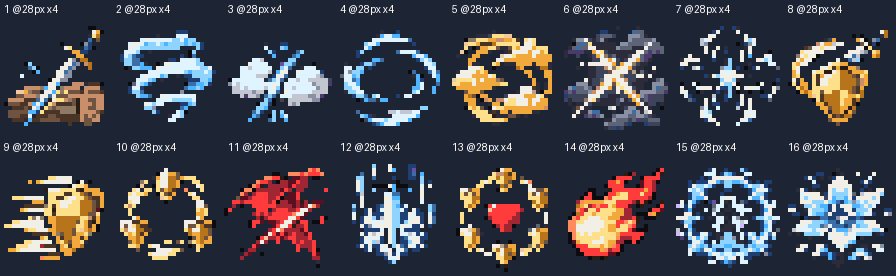 1 @28px x4
2 @28px x4
3 @28px x4
4 @28px x4
5 @28px x4
6 @28px x4
7 @28px x4
8 @28px x4
9 @28px x4
10 @28px x4
11 @28px x4
12 @28px x4
13 @28px x4
14 @28px x4
15 @28px x4
16 @28px x4